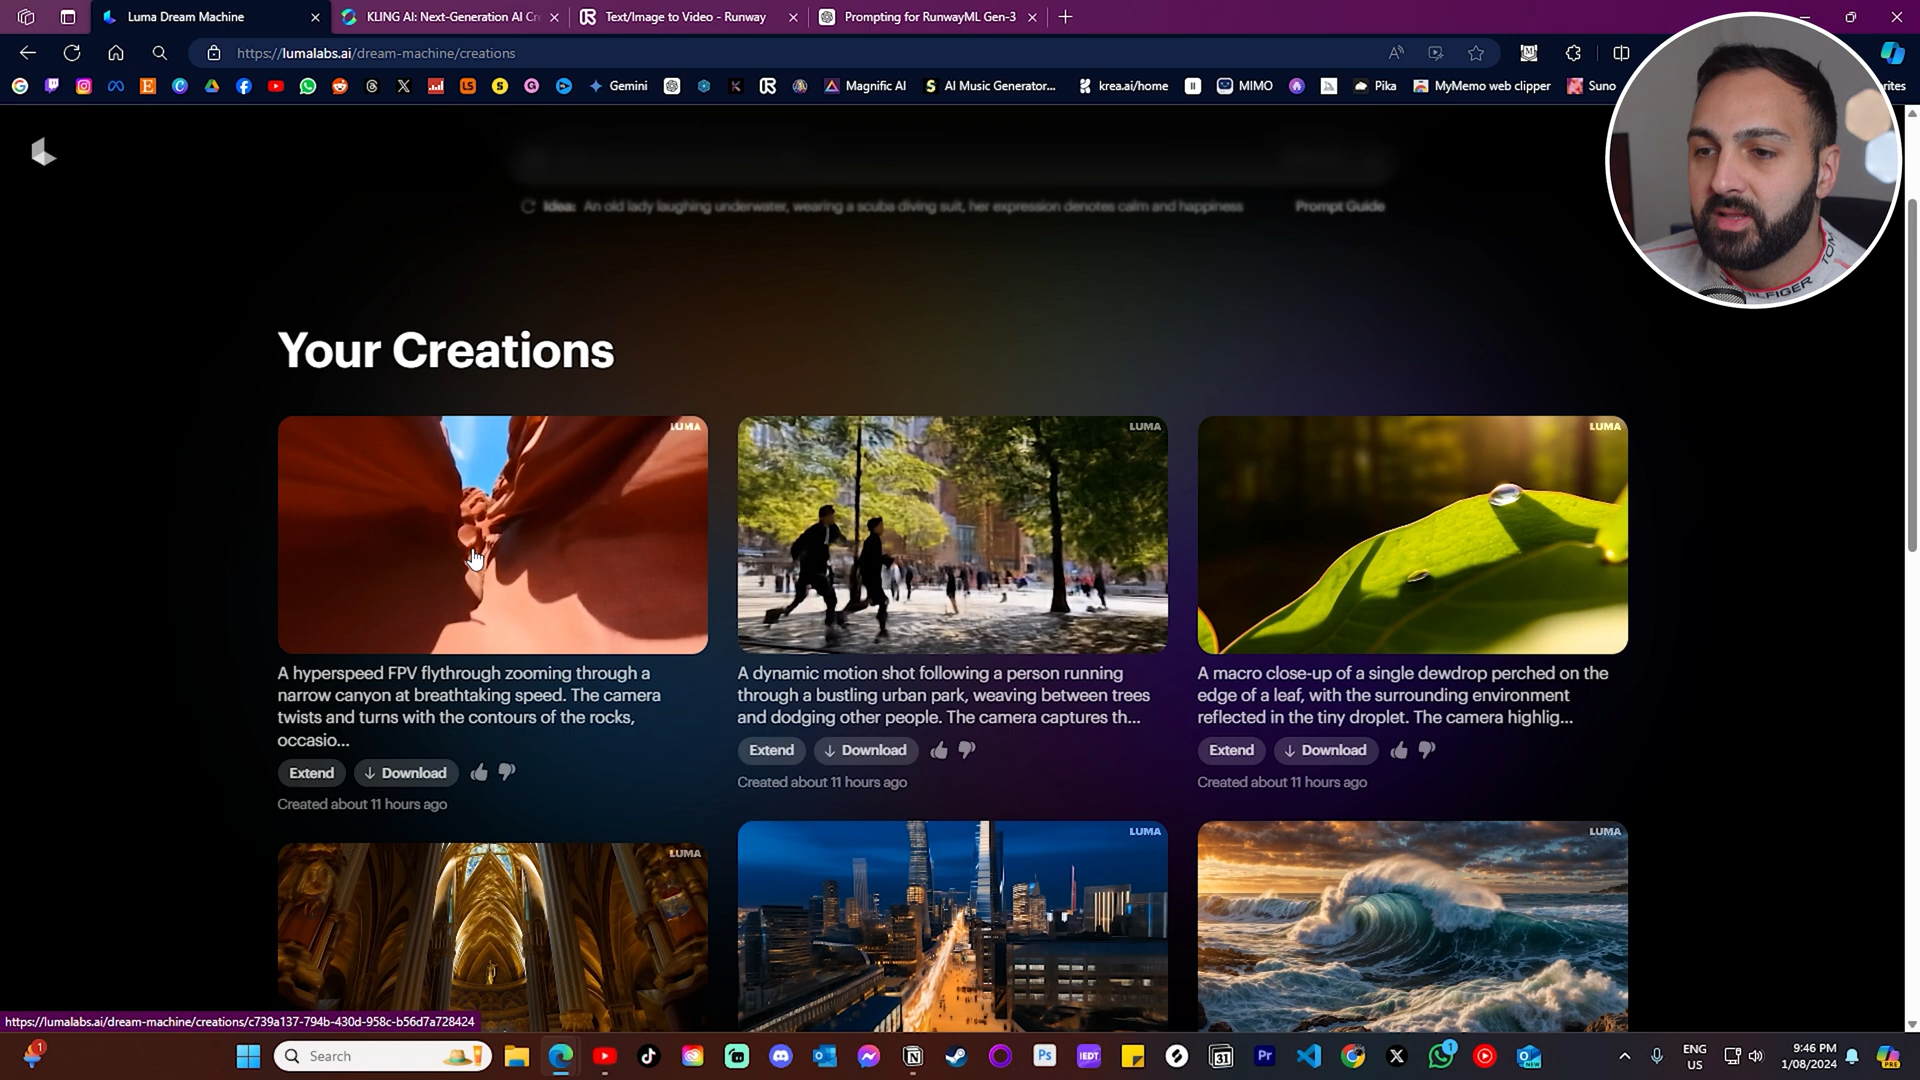 Luma Dream Machine
KLING AI: Next-Generation AI Cr
Text/Image to Video - Runway
Prompting for RunwayML Gen-3
https://lumalabs.ai/dream-machine/creations
Gemini
Magnific AI
AI Music Generator...
krea.ai/home
MIMO
Pika
MyMemo web clipper
Suno
rites
Idea: An old lady laughing underwater, wearing a scuba diving suit, her expression denotes calm and happiness
Prompt Guide
Your Creations
LUMA
LUMA
LUMA
A hyperspeed FPV flythrough zooming through a
narrow canyon at breathtaking speed. The camera
twists and turns with the contours of the rocks,
occasio...
Extend
Download
Created about 11 hours ago
A dynamic motion shot following a person running
through a bustling urban park, weaving between trees
and dodging other people. The camera captures th...
Extend
Download
Created about 11 hours ago
A macro close-up of a single dewdrop perched on the
edge of a leaf, with the surrounding environment
reflected in the tiny droplet. The camera highlig...
Extend
Download
Created about 11 hours ago
LUMA
LUMA
LUMA
https://lumalabs.ai/dream-machine/creations/c739a137-794b-430d-958c-b56d7a728424
Search
ENG
US
9:46 PM
1/08/2024